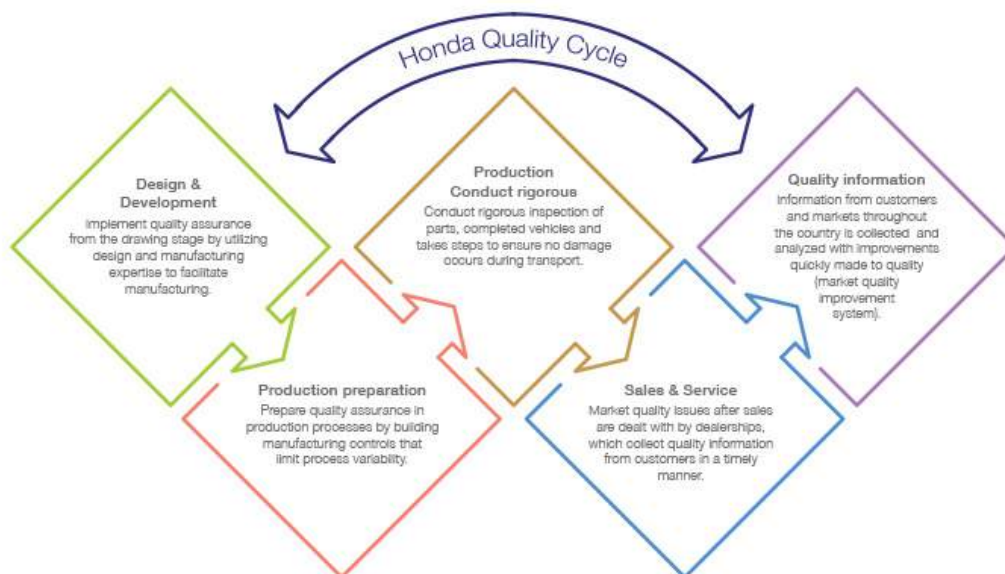 Honda Quality Cycle
Design &
Development
Implement quality assurance
from the drawing stage by utilizing
design and manufacturing
expertise to facilitate
manufacturing.
Production preparation
Prepare quality assurance in
production processes by building
manufacturing controls that
limit process variability.
Production
Conduct rigorous
Conduct rigorous inspection of
parts, completed vehicles and
takes steps to ensure no damage
occurs during transport.
Sales & Service
Market quality issues after sales
are dealt with by dealerships,
which collect quality information
from customers in a timely
manner.
Quality information
Information from customers
and markets throughout
the country is collected and
analyzed with improvements
quickly made to quality
(market quality
improvement
system).